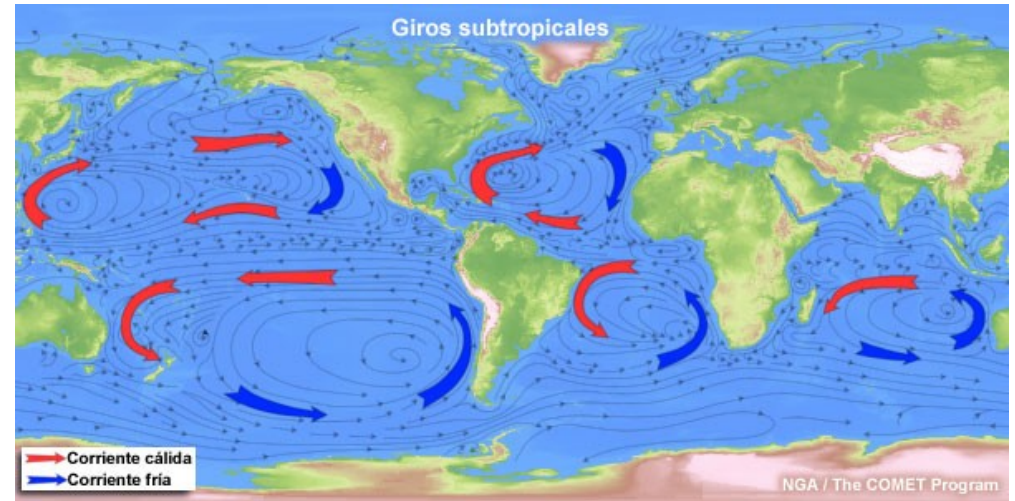 Giros subtropicales
Corriente cálida
Corriente fría
NGA / The COMET Program